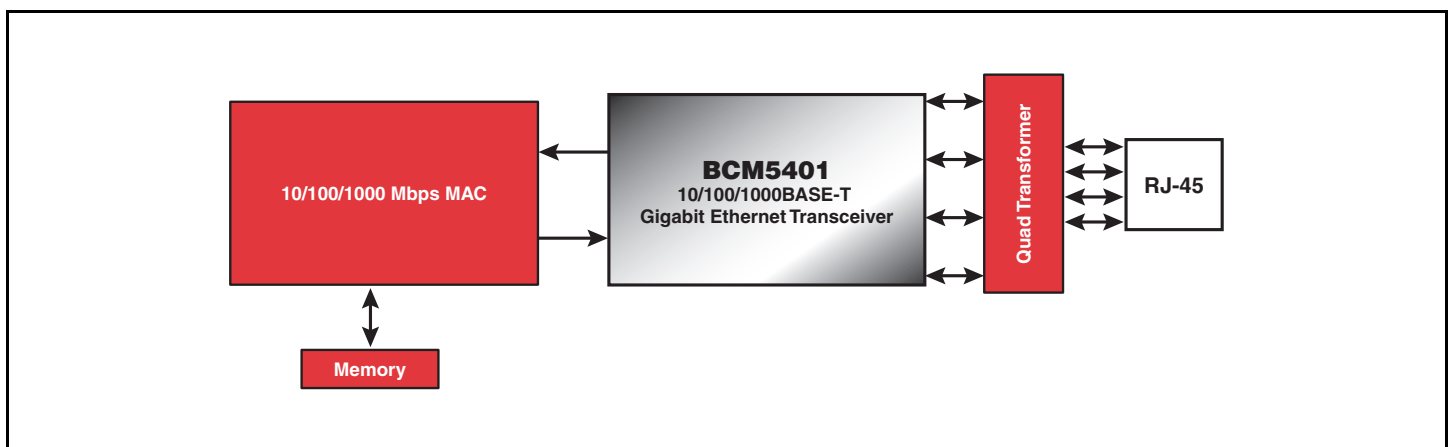 10/100/1000 Mbps MAC
BCM5401
10/100/1000BASE-T
Gigabit Ethernet Transceiver
Quad Transformer
RJ-45
Memory